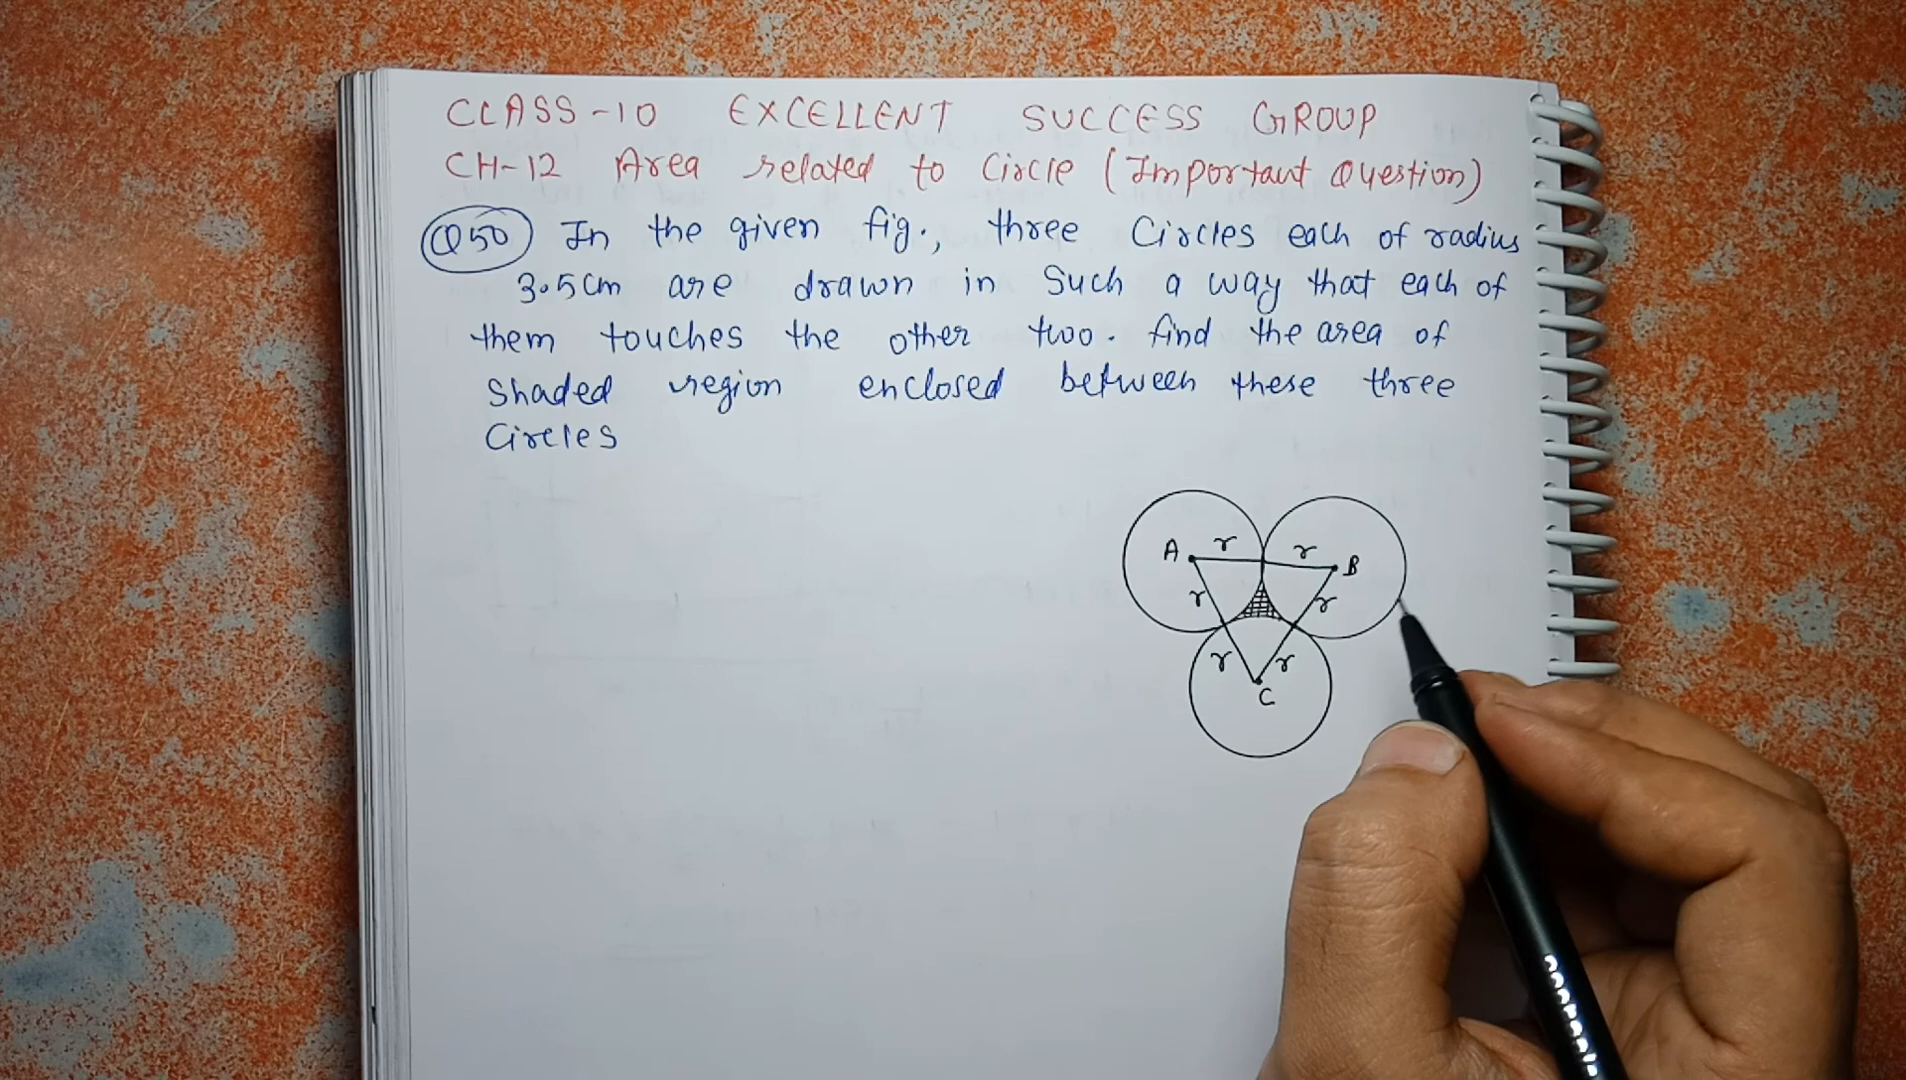 CLASS-10 EXCELLENT SUCCESS GROUP
CH-12 Area related to Circle (Important Question)
Q50 In the given fig., three Circles each of radius
3.5cm are drawn in Such a way that each of
them touches the other two. find the area of
Shaded region enclosed between these three
Circles
A r r B
r r
r r
C